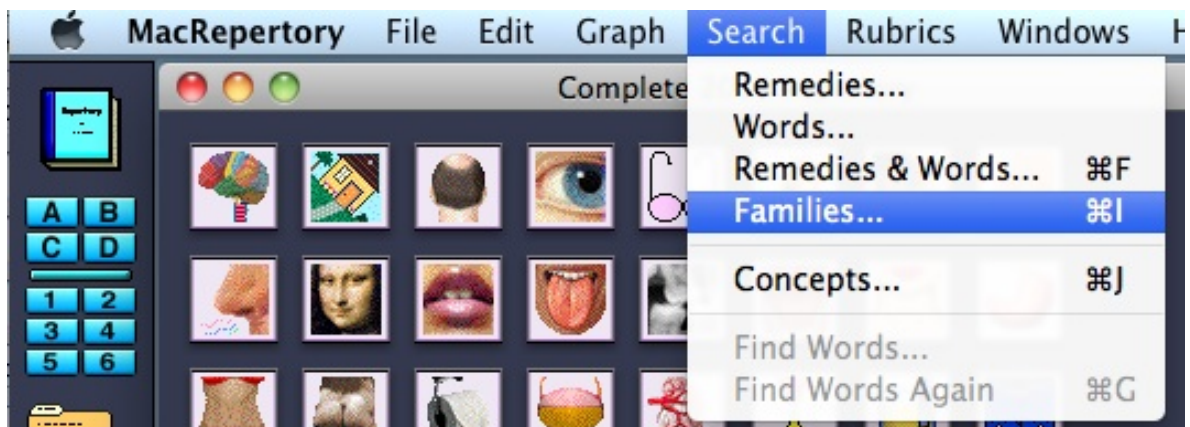 MacRepertory File Edit Graph Search Rubrics Windows H
Complete
Repertory
A B
C D
1 2
3 4
5 6
Remedies...
Words...
Remedies & Words... ⌘F
Families... ⌘I
Concepts... ⌘J
Find Words...
Find Words Again ⌘G